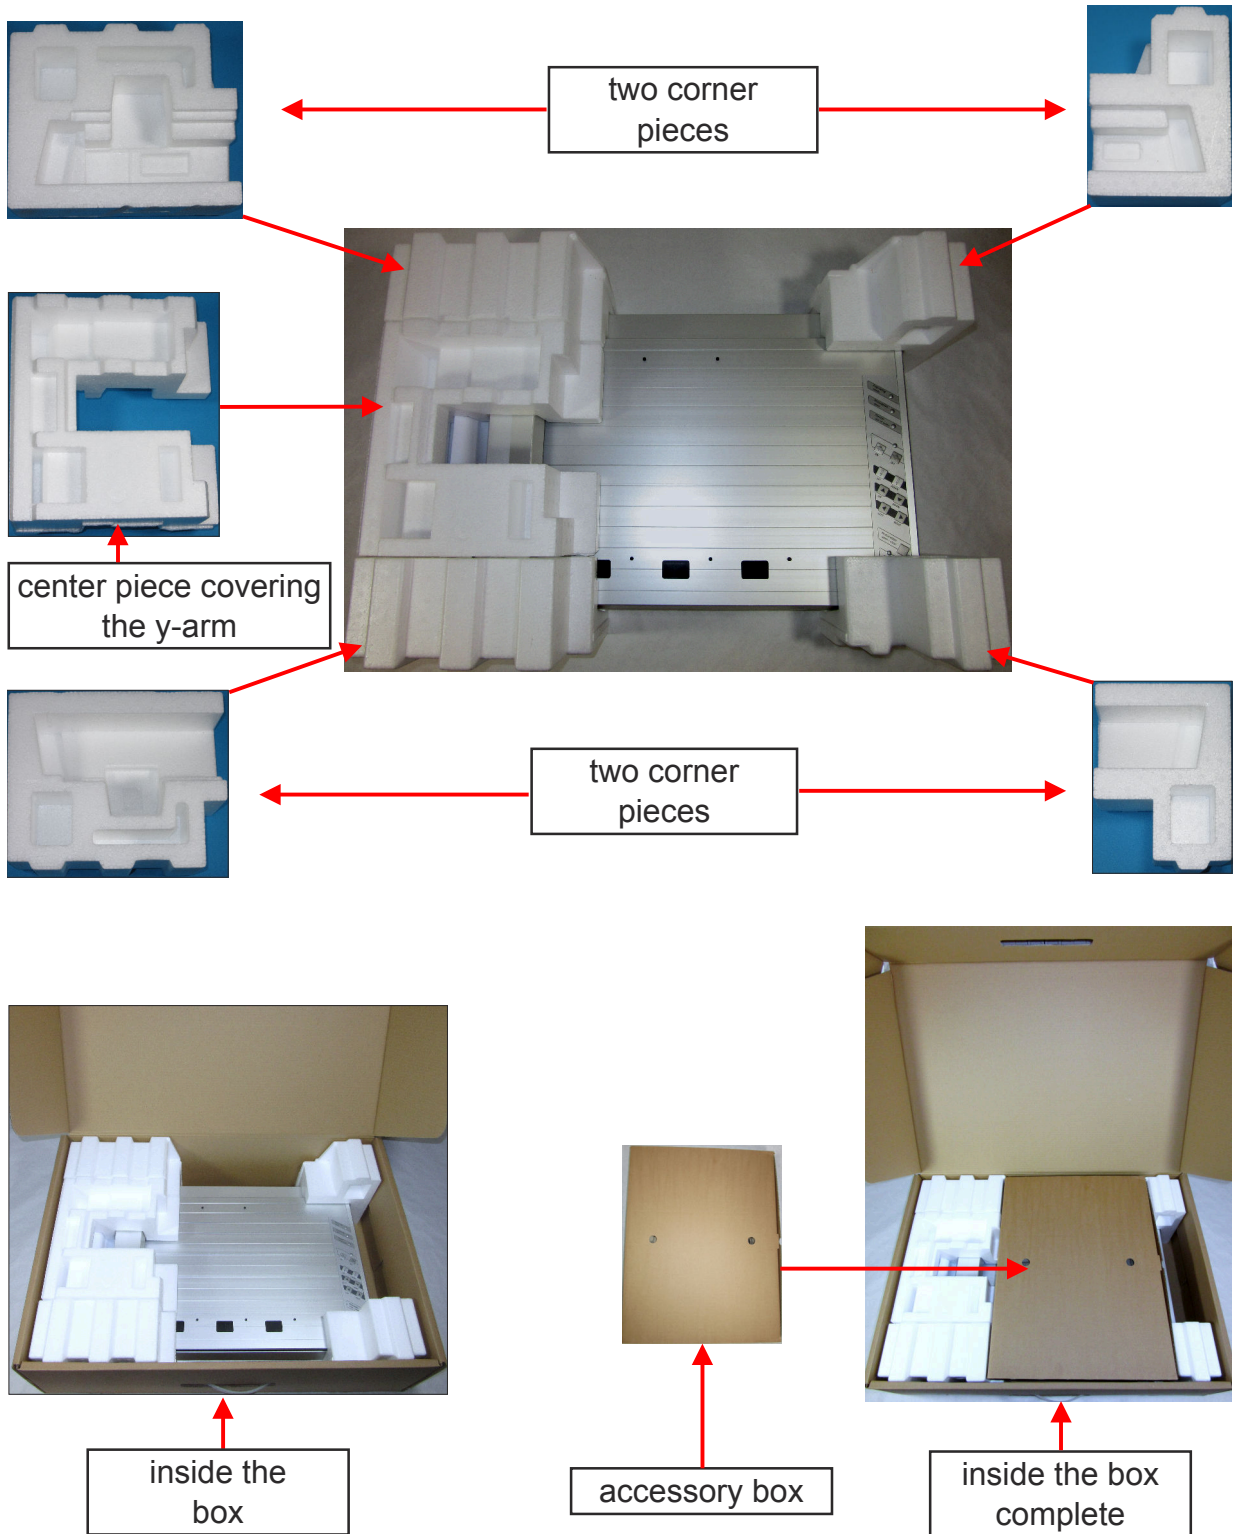 two corner
pieces
center piece covering
the y-arm
two corner
pieces
inside the
box
accessory box
inside the box
complete